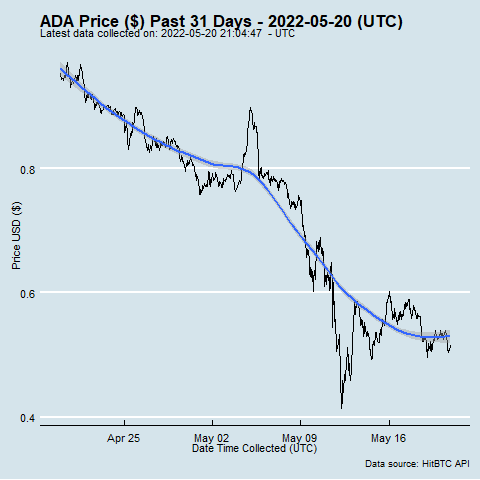 ADA Price ($) Past 31 Days - 2022-05-20 (UTC)
Latest data collected on: 2022-05-20 21:04:47  - UTC
Price USD ($)
0.8
0.6
0.4
Apr 25
May 02
May 09
May 16
Date Time Collected (UTC)
Data source: HitBTC API